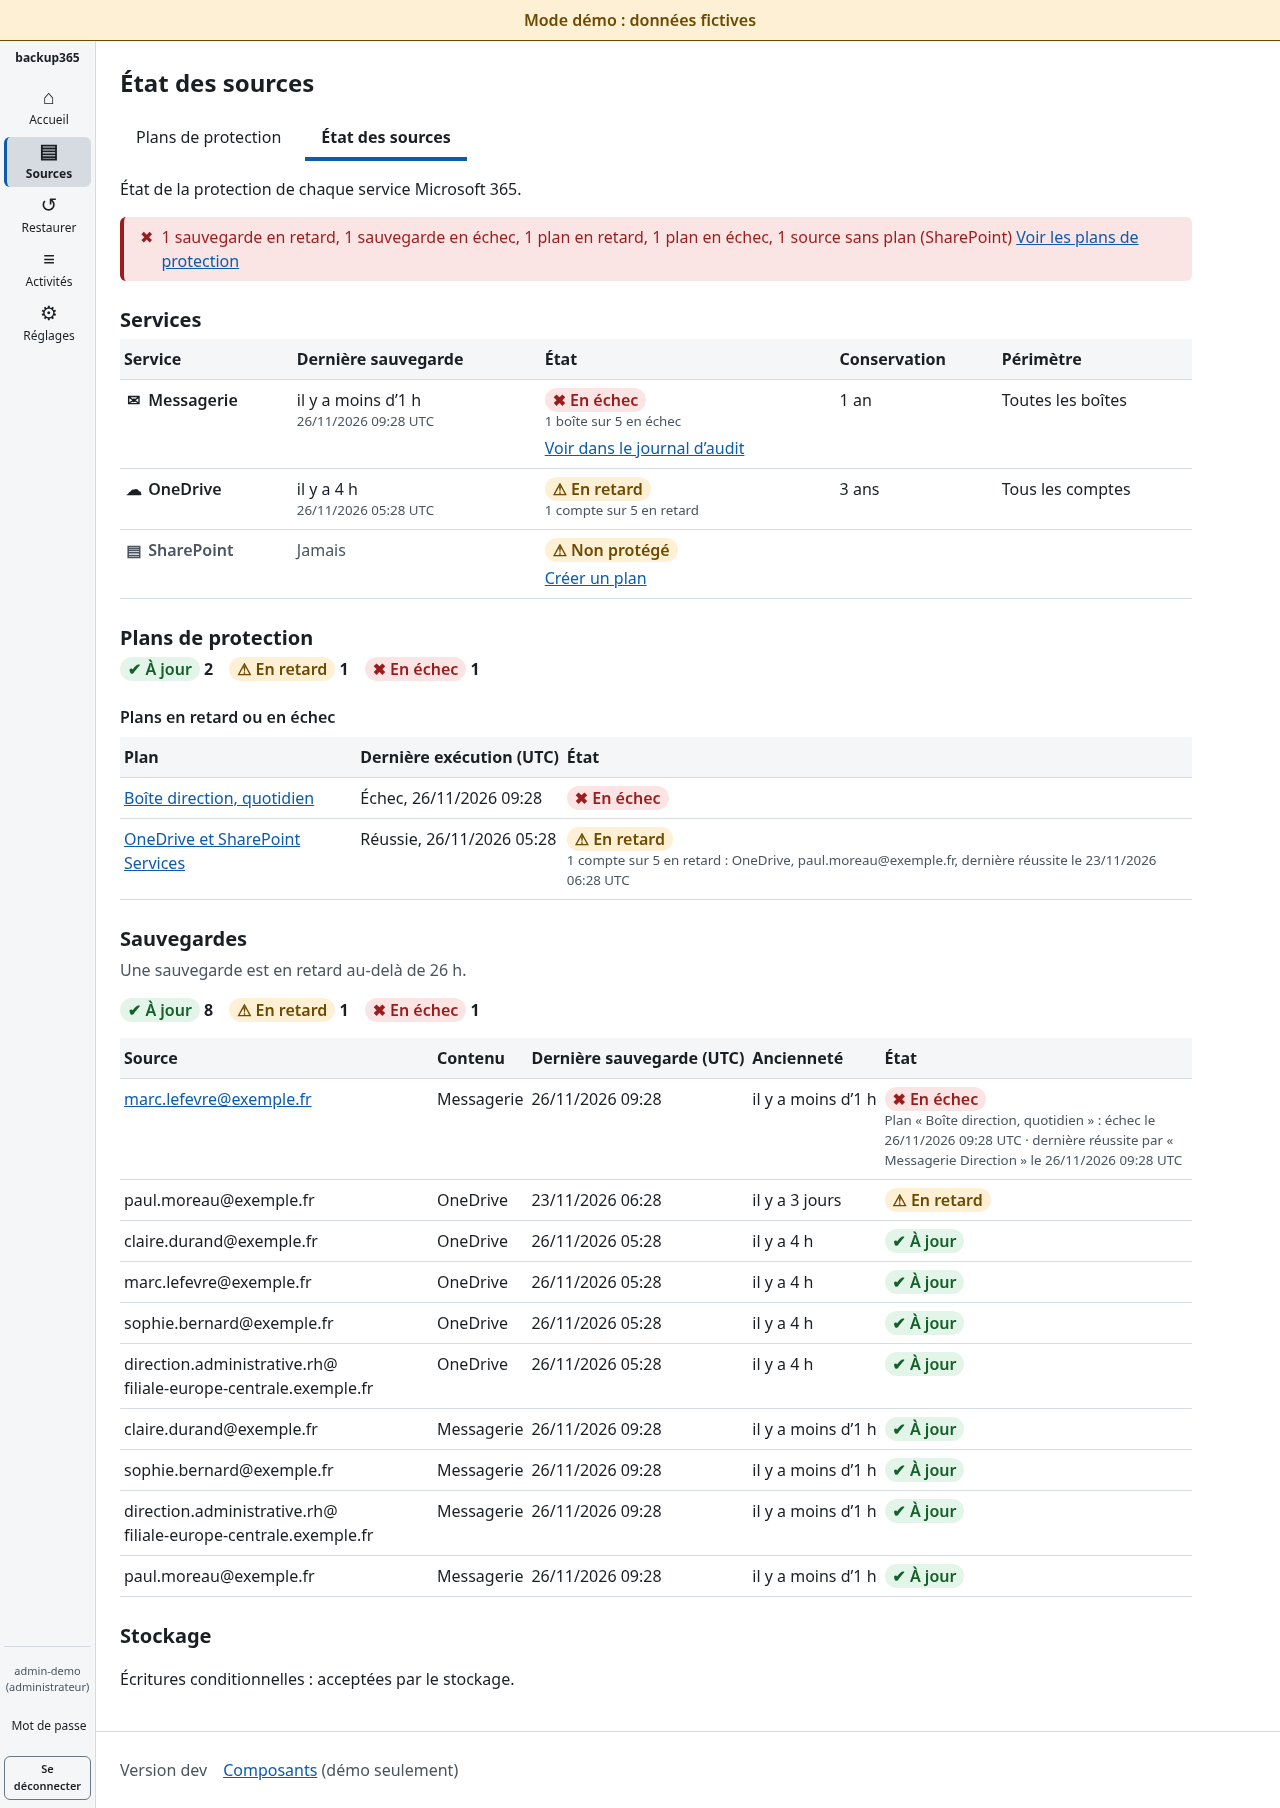 Mode démo : données fictives
backup365
Accueil
Sources
Restaurer
Activités
Réglages
admin-demo
(administrateur)
Mot de passe
Se
déconnecter
État des sources
Plans de protection
État des sources
État de la protection de chaque service Microsoft 365.
✖ 1 sauvegarde en retard, 1 sauvegarde en échec, 1 plan en retard, 1 plan en échec, 1 source sans plan (SharePoint) Voir les plans de
protection
Services
Service Dernière sauvegarde État Conservation Périmètre
Messagerie il y a moins d’1 h ✖ En échec 1 an Toutes les boîtes
26/11/2026 09:28 UTC 1 boîte sur 5 en échec
Voir dans le journal d’audit
OneDrive il y a 4 h ⚠ En retard 3 ans Tous les comptes
26/11/2026 05:28 UTC 1 compte sur 5 en retard
SharePoint Jamais ⚠ Non protégé
Créer un plan
Plans de protection
✔ À jour 2 ⚠ En retard 1 ✖ En échec 1
Plans en retard ou en échec
Plan Dernière exécution (UTC) État
Boîte direction, quotidien Échec, 26/11/2026 09:28 ✖ En échec
OneDrive et SharePoint Réussie, 26/11/2026 05:28 ⚠ En retard
Services 1 compte sur 5 en retard : OneDrive, paul.moreau@exemple.fr, dernière réussite le 23/11/2026
06:28 UTC
Sauvegardes
Une sauvegarde est en retard au-delà de 26 h.
✔ À jour 8 ⚠ En retard 1 ✖ En échec 1
Source Contenu Dernière sauvegarde (UTC) Ancienneté État
marc.lefevre@exemple.fr Messagerie 26/11/2026 09:28 il y a moins d’1 h ✖ En échec
Plan « Boîte direction, quotidien » : échec le
26/11/2026 09:28 UTC · dernière réussite par «
Messagerie Direction » le 26/11/2026 09:28 UTC
paul.moreau@exemple.fr OneDrive 23/11/2026 06:28 il y a 3 jours ⚠ En retard
claire.durand@exemple.fr OneDrive 26/11/2026 05:28 il y a 4 h ✔ À jour
marc.lefevre@exemple.fr OneDrive 26/11/2026 05:28 il y a 4 h ✔ À jour
sophie.bernard@exemple.fr OneDrive 26/11/2026 05:28 il y a 4 h ✔ À jour
direction.administrative.rh@ OneDrive 26/11/2026 05:28 il y a 4 h ✔ À jour
filiale-europe-centrale.exemple.fr
claire.durand@exemple.fr Messagerie 26/11/2026 09:28 il y a moins d’1 h ✔ À jour
sophie.bernard@exemple.fr Messagerie 26/11/2026 09:28 il y a moins d’1 h ✔ À jour
direction.administrative.rh@ Messagerie 26/11/2026 09:28 il y a moins d’1 h ✔ À jour
filiale-europe-centrale.exemple.fr
paul.moreau@exemple.fr Messagerie 26/11/2026 09:28 il y a moins d’1 h ✔ À jour
Stockage
Écritures conditionnelles : acceptées par le stockage.
Version dev Composants (démo seulement)